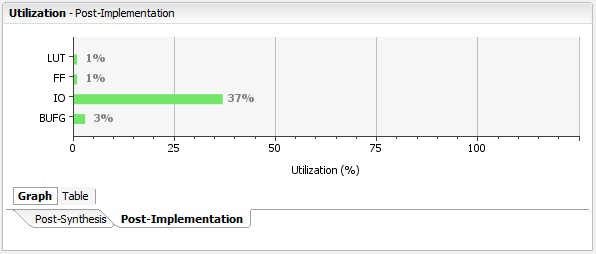 Utilization - Post-Implementation
LUT 1%
FF 1%
IO 37%
BUFG 3%
0 25 50 75 100
Utilization (%)
Graph Table
Post-Synthesis Post-Implementation